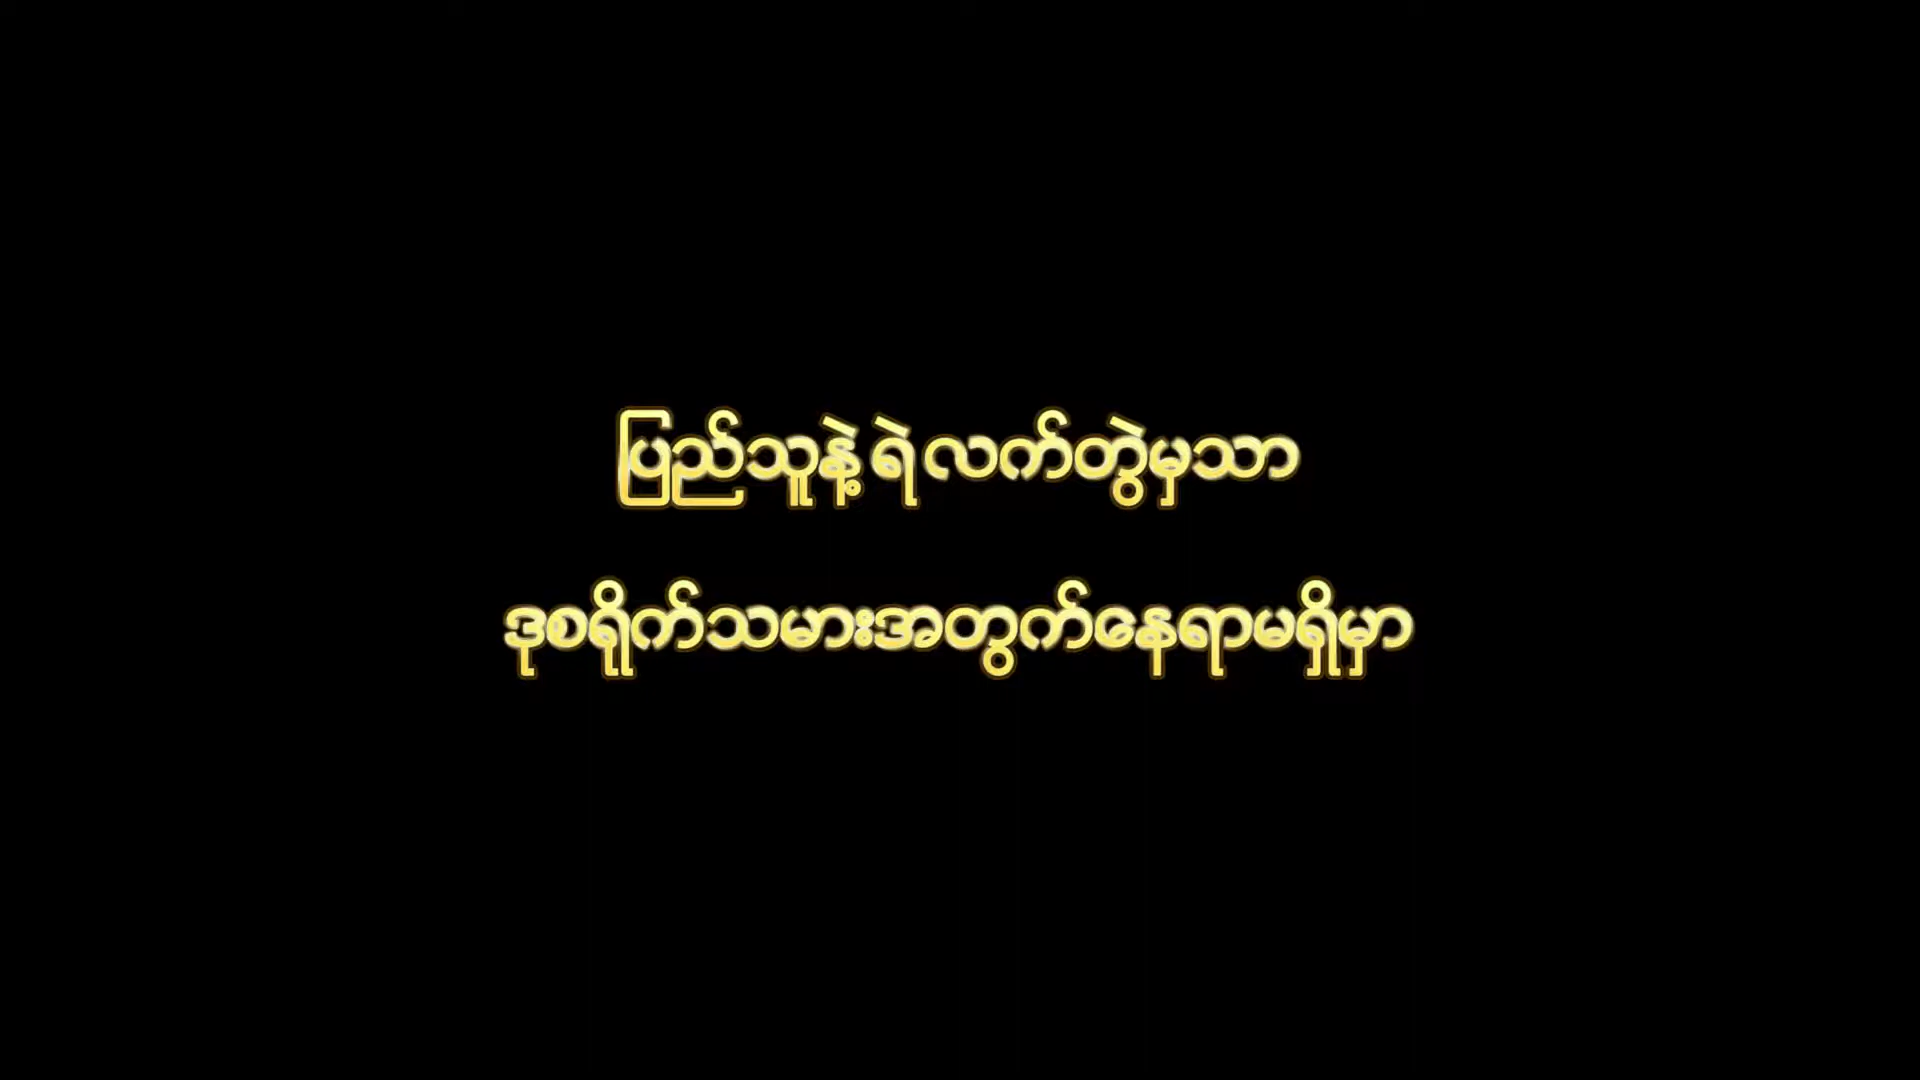 ပြည်သူနဲ့ ရဲ လက်တွဲမှသာ
ဒုစရိုက်သမားအတွက်နေရာမရှိမှာ